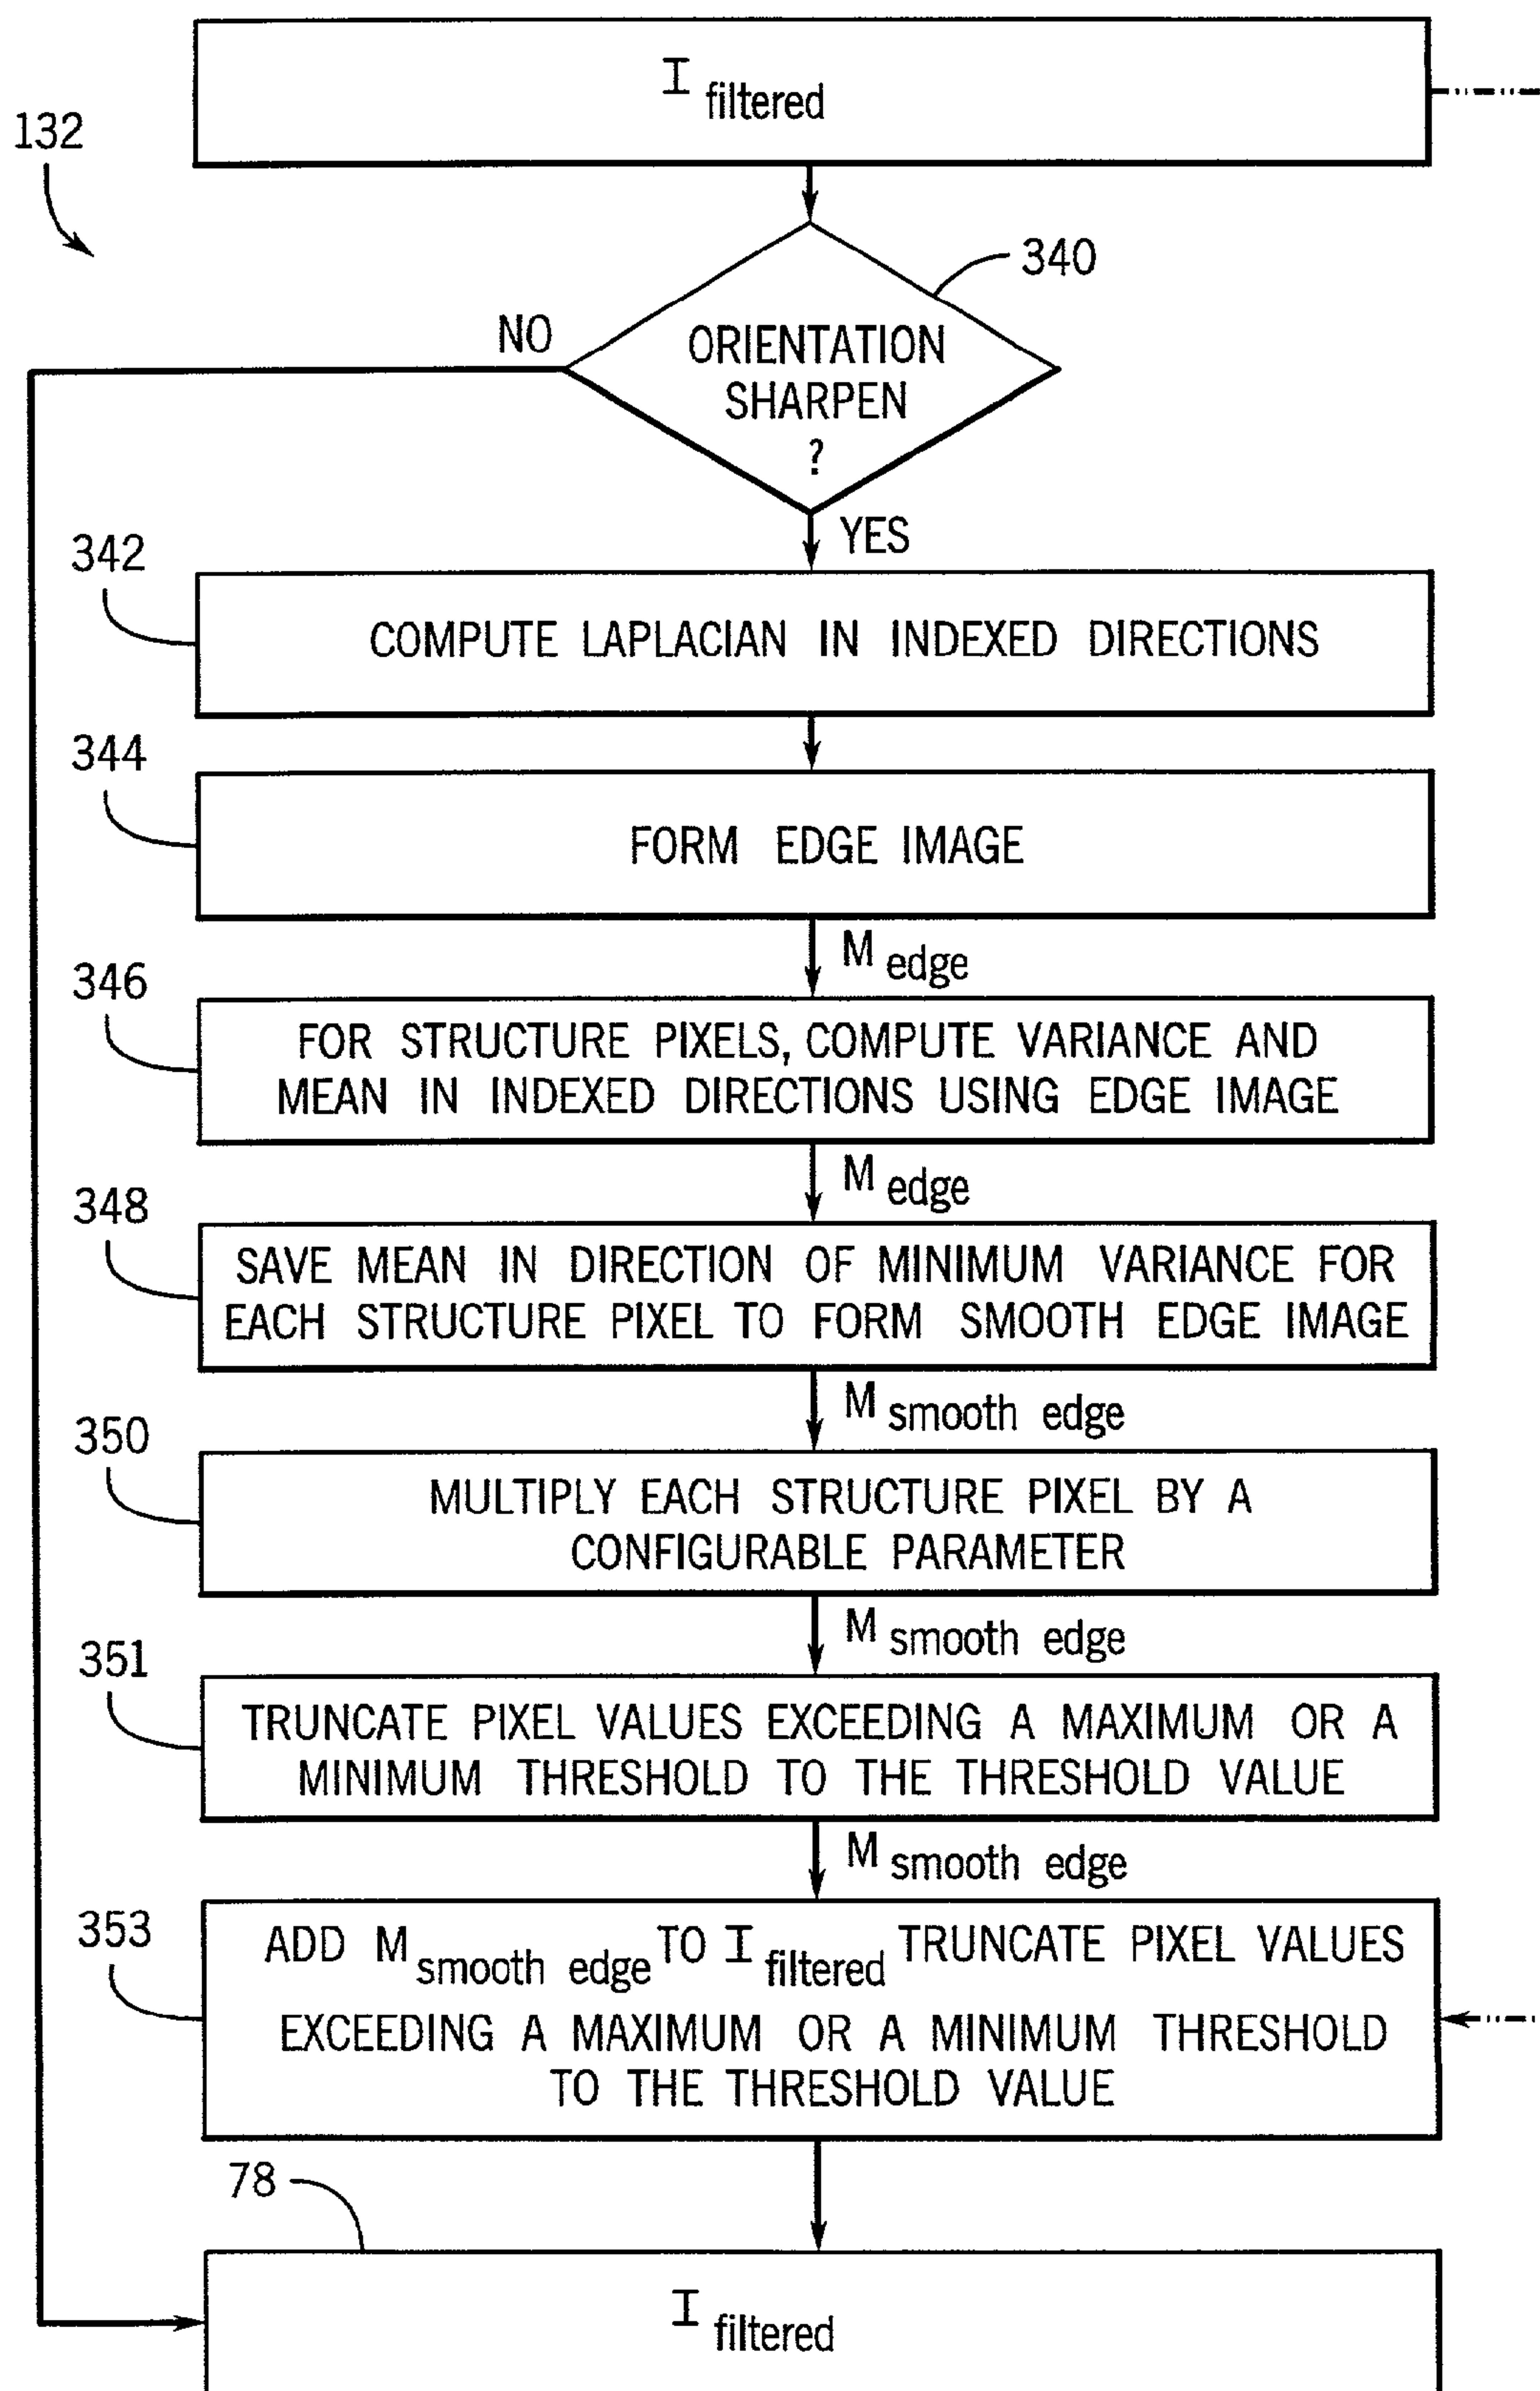 I filtered
132
340
NO
ORIENTATION
SHARPEN
?
YES
342
COMPUTE LAPLACIAN IN INDEXED DIRECTIONS
344
FORM EDGE IMAGE
M edge
346
FOR STRUCTURE PIXELS, COMPUTE VARIANCE AND
MEAN IN INDEXED DIRECTIONS USING EDGE IMAGE
M edge
348
SAVE MEAN IN DIRECTION OF MINIMUM VARIANCE FOR
EACH STRUCTURE PIXEL TO FORM SMOOTH EDGE IMAGE
M smooth edge
350
MULTIPLY EACH STRUCTURE PIXEL BY A
CONFIGURABLE PARAMETER
M smooth edge
351
TRUNCATE PIXEL VALUES EXCEEDING A MAXIMUM OR A
MINIMUM THRESHOLD TO THE THRESHOLD VALUE
M smooth edge
353
ADD M smooth edge TO I filtered TRUNCATE PIXEL VALUES
EXCEEDING A MAXIMUM OR A MINIMUM THRESHOLD
TO THE THRESHOLD VALUE
78
I filtered